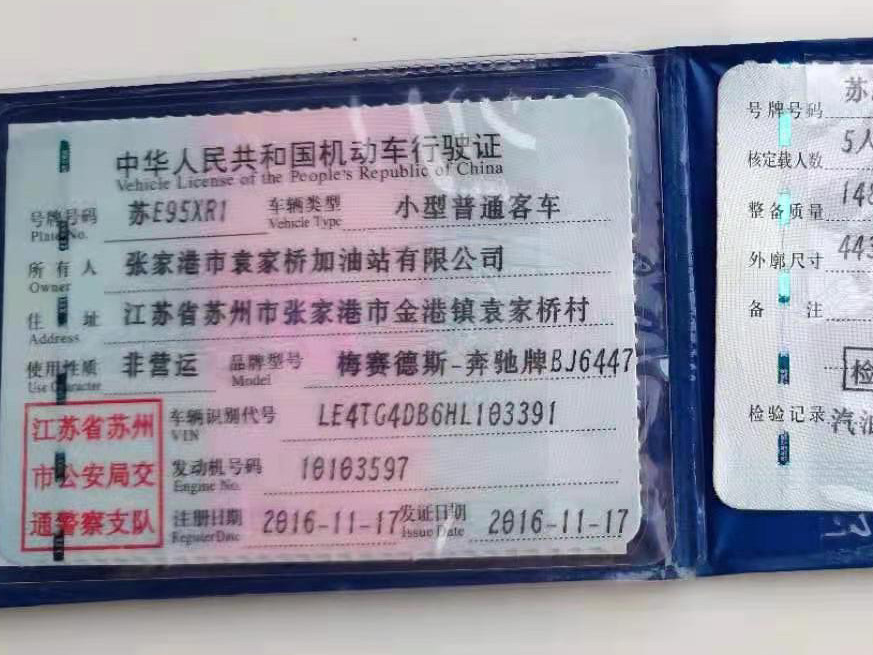 中华人民共和国机动车行驶证
Vehicle License of the People's Republic of China
号牌号码 苏E95XR1 车辆类型 小型普通客车
Plate No. Vehicle Type
所有人 张家港市袁家桥加油站有限公司
Owner
住址 江苏省苏州市张家港市金港镇袁家桥村
Address
使用性质 非营运 品牌型号 梅赛德斯-奔驰牌BJ6447
Use Character Model
江苏省苏州
市公安局交
通警察支队
车辆识别代号 LE4TG4DB6HL103391
VIN
发动机号码 10103597
Engine No.
注册日期 2016-11-17 发证日期 2016-11-17
Register Date Issue Date
号牌号码 苏
核定载人数 5人
整备质量 148
外廓尺寸 443
备注
检
检验记录 汽油